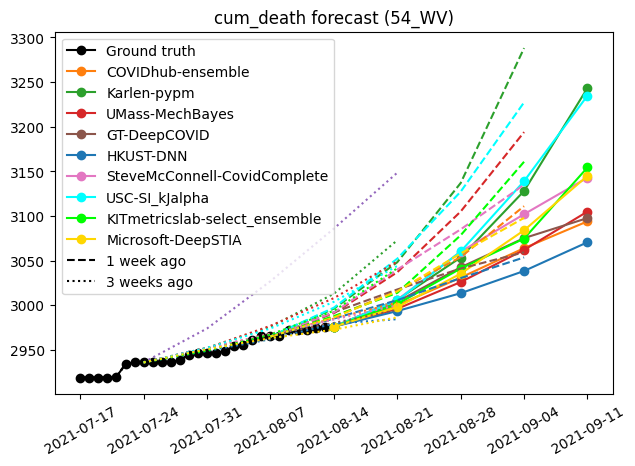 cum_death forecast (54_WV)
3300
3250
3200
3150
3100
3050
3000
2950
Ground truth
COVIDhub-ensemble
Karlen-pypm
UMass-MechBayes
GT-DeepCOVID
HKUST-DNN
SteveMcConnell-CovidComplete
USC-SI_kJalpha
KITmetricslab-select_ensemble
Microsoft-DeepSTIA
1 week ago
3 weeks ago
2021-07-17
2021-07-24
2021-07-31
2021-08-07
2021-08-14
2021-08-21
2021-08-28
2021-09-04
2021-09-11